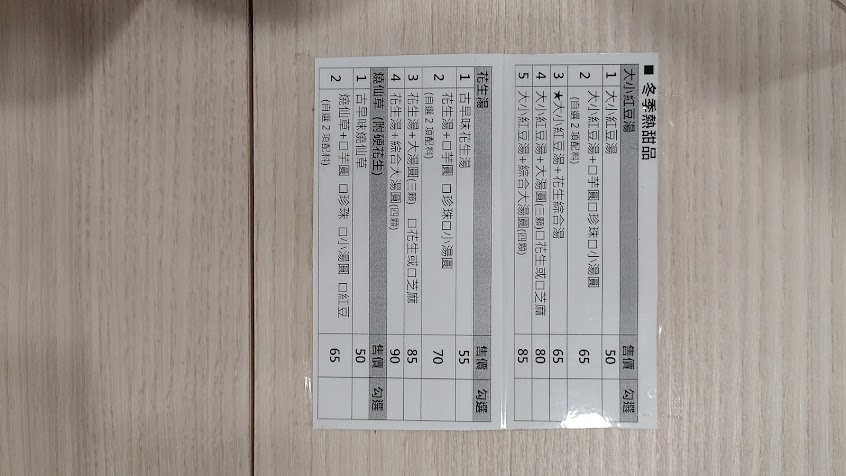 ■ 冬季熱甜品
大小紅豆湯 售價 勾選
1 大小紅豆湯 50
2 大小紅豆湯+□芋圓□珍珠□小湯圓 65
(自選 2 項配料)
3 ★大小紅豆湯+花生綜合湯 65
4 大小紅豆湯+大湯圓(三顆)□花生或□芝麻 80
5 大小紅豆湯+綜合大湯圓(四顆) 85
花生湯 售價 勾選
1 古早味花生湯 55
2 花生湯+□芋圓 □珍珠□小湯圓 70
(自選 2 項配料)
3 花生湯+大湯圓(三顆) □花生或□芝麻 85
4 花生湯+綜合大湯圓(四顆) 90
燒仙草 (附硬花生) 售價 勾選
1 古早味燒仙草 50
2 燒仙草+□芋圓 □珍珠 □小湯圓 □紅豆 65
(自選 2 項配料)